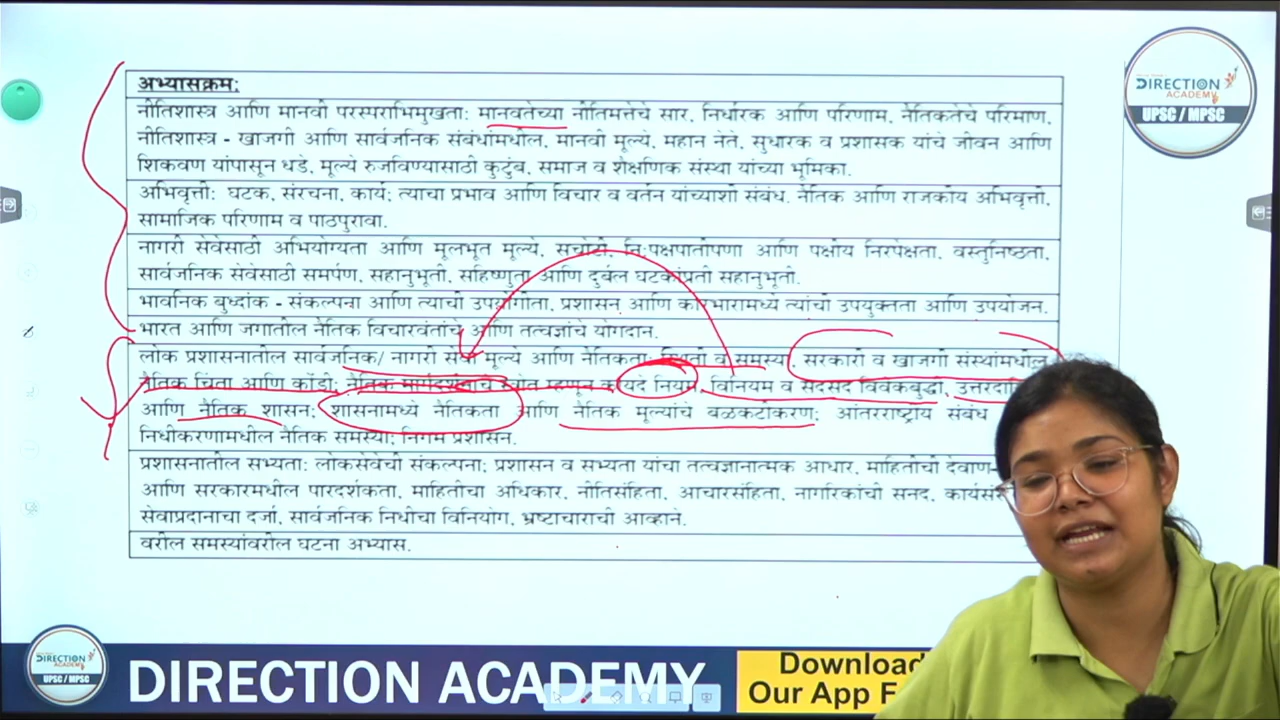 DIRECTION
ACADEMY
UPSC / MPSC
अभ्यासक्रम:
नीतिशास्त्र आणि मानवी परस्पराभिमुखता: मानवतेच्या नीतिमत्तेचे सार, निर्धारक आणि परिणाम, नैतिकतेचे परिमाण,
नीतिशास्त्र - खाजगी आणि सार्वजनिक संबंधांमधील, मानवी मूल्ये, महान नेते, सुधारक व प्रशासक यांचे जीवन आणि
शिकवण यांपासून धडे, मूल्ये रुजविण्यासाठी कुटुंब, समाज व शैक्षणिक संस्था यांच्या भूमिका.
अभिवृत्ती: घटक, संरचना, कार्य; त्याचा प्रभाव आणि विचार व वर्तन यांच्याशी संबंध, नैतिक आणि राजकीय अभिवृत्ती,
सामाजिक परिणाम व पाठपुरावा.
नागरी सेवेसाठी अभियोग्यता आणि मूलभूत मूल्ये, सचोटी, नि:पक्षपातीपणा आणि पक्षीय निरपेक्षता, वस्तुनिष्ठता,
सार्वजनिक सेवेसाठी समर्पण, सहानुभूती, सहिष्णुता आणि दुर्बल घटकांप्रती सहानुभूती.
भावनिक बुध्दांक - संकल्पना आणि त्याची उपयोगीता, प्रशासन आणि कारभारामध्ये त्यांची उपयुक्तता आणि उपयोजन.
भारत आणि जगातील नैतिक विचारवंतांचे आणि तत्वज्ञांचे योगदान.
लोक प्रशासनातील सार्वजनिक/ नागरी सेवा मूल्ये आणि नैतिकता: स्थिती व समस्या; सरकारी व खाजगी संस्थांमधील
नैतिक चिंता आणि कोंडी; नैतिक मार्गदर्शनाचे स्त्रोत म्हणून कायदे नियम, विनियम व सदसद विवेकबुद्धी,
आणि नैतिक शासन; शासनामध्ये नैतिकता आणि नैतिक मूल्यांचे बळकटीकरण; आंतरराष्ट्रीय संबंध
निधीकरणामधील नैतिक समस्या; निगम प्रशासन.
प्रशासनातील सभ्यता: लोकसेवेची संकल्पना; प्रशासन व सभ्यता यांचा तत्वज्ञानात्मक आधार, माहितीची
आणि सरकारमधील पारदर्शकता, माहितीचा अधिकार, नीतिसंहिता, आचारसंहिता, नागरिकांची सनद,
सेवाप्रदानाचा दर्जा, सार्वजनिक निधीचा विनियोग, भ्रष्टाचाराची आव्हाने.
वरील समस्यांवरील घटना अभ्यास.
DIRECTION
ACADEMY
UPSC / MPSC
DIRECTION ACADEMY
Download
Our App